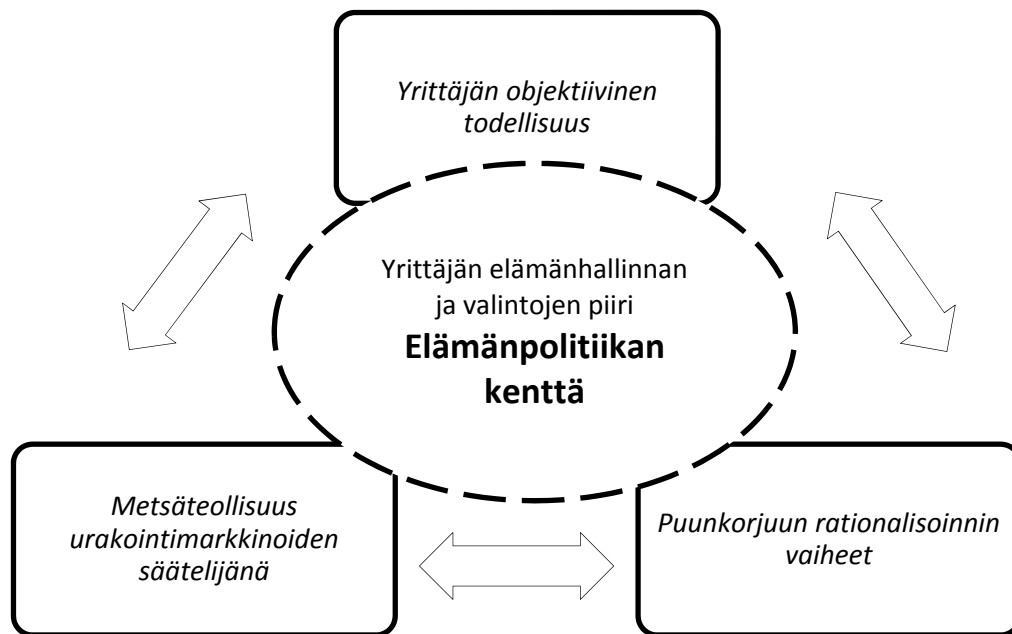 Yrittäjän objektiivinen
todellisuus
Yrittäjän elämänhallinnan
ja valintojen piiri
Elämänpolitiikan
kenttä
Metsäteollisuus
urakointimarkkinoiden
säätelijänä
Puunkorjuun rationalisoinnin
vaiheet